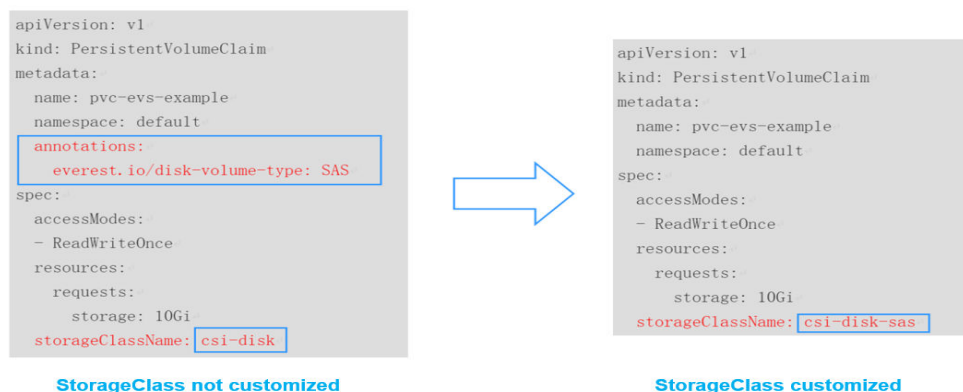 apiVersion: v1
kind: PersistentVolumeClaim
metadata:
  name: pvc-evs-example
  namespace: default
  annotations:
    everest.io/disk-volume-type: SAS
spec:
  accessModes:
  - ReadWriteOnce
  resources:
    requests:
      storage: 10Gi
  storageClassName: csi-disk
StorageClass not customized
apiVersion: v1
kind: PersistentVolumeClaim
metadata:
  name: pvc-evs-example
  namespace: default
spec:
  accessModes:
  - ReadWriteOnce
  resources:
    requests:
      storage: 10Gi
  storageClassName: csi-disk-sas
StorageClass customized